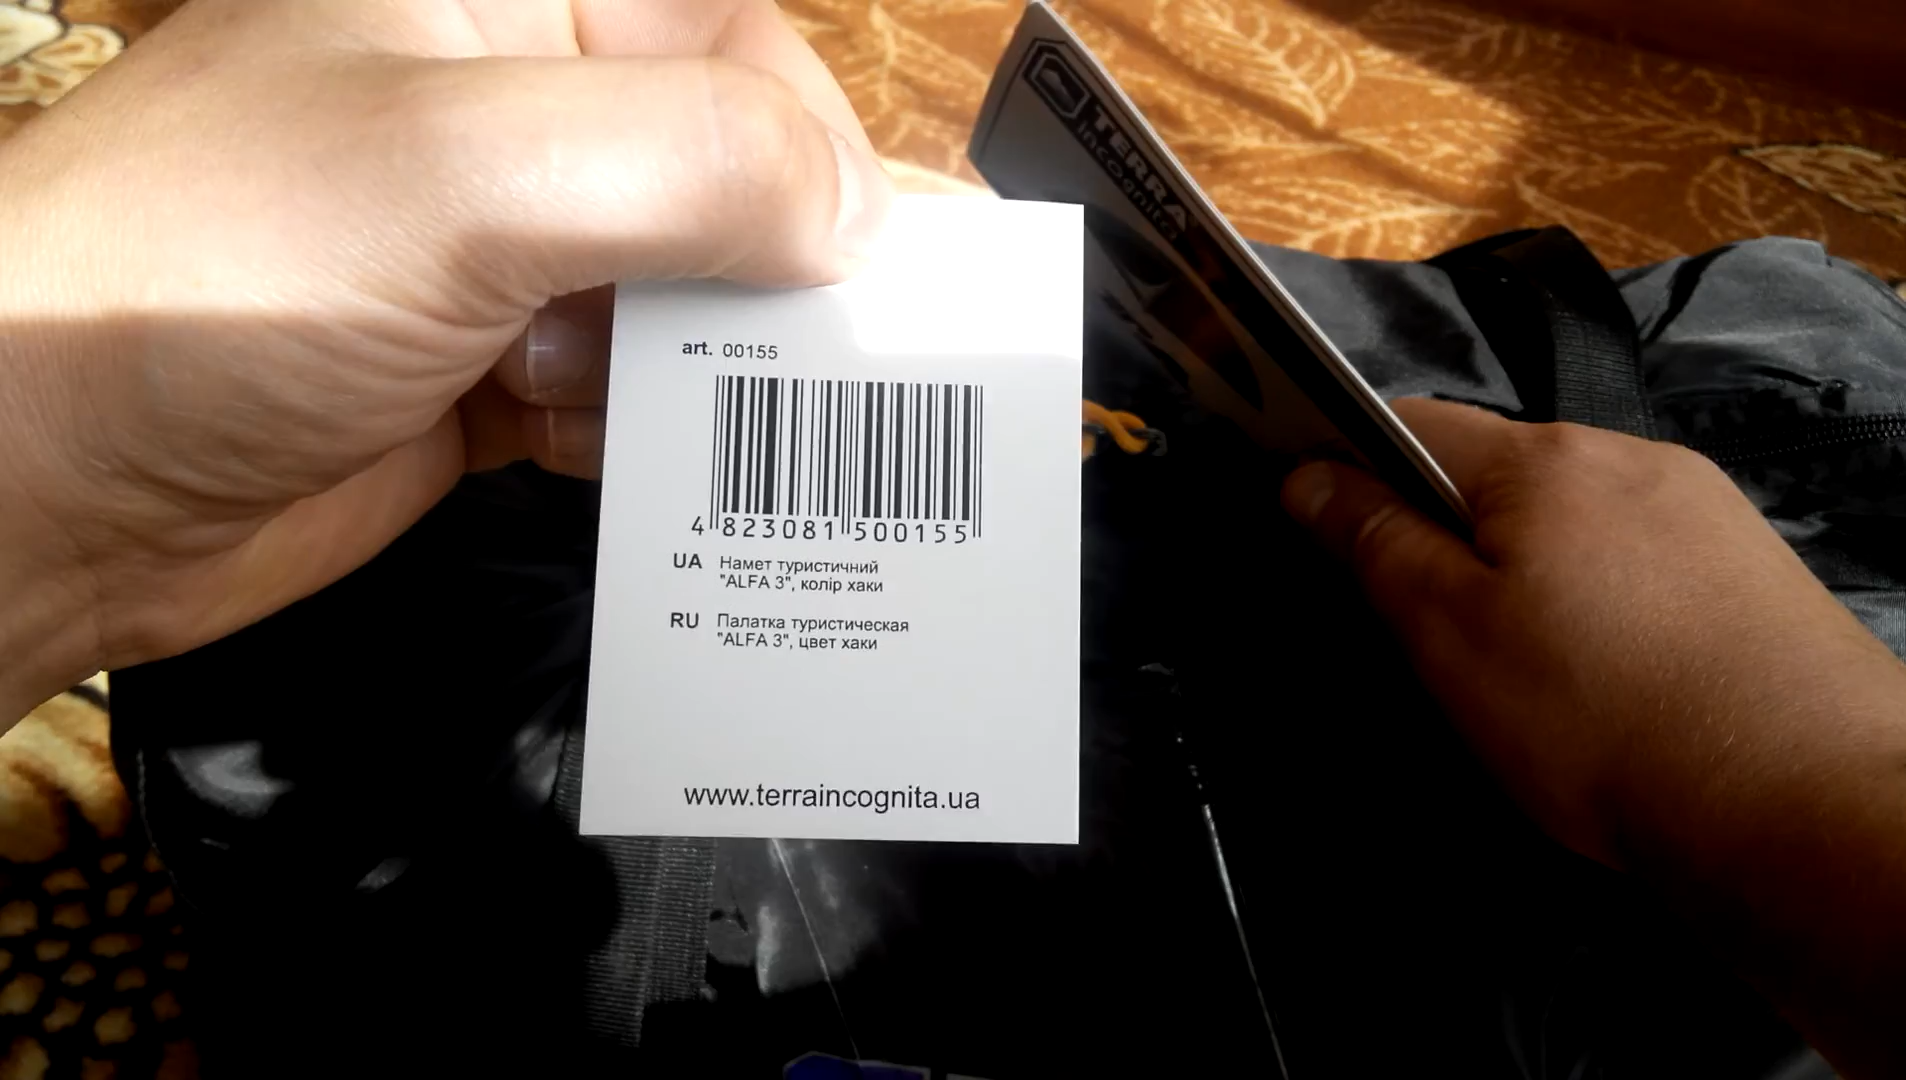 TERRA
incognita
art. 00155
4 823081 500155
UA Намет туристичний
"ALFA 3", колір хаки
RU Палатка туристическая
"ALFA 3", цвет хаки
www.terraincognita.ua